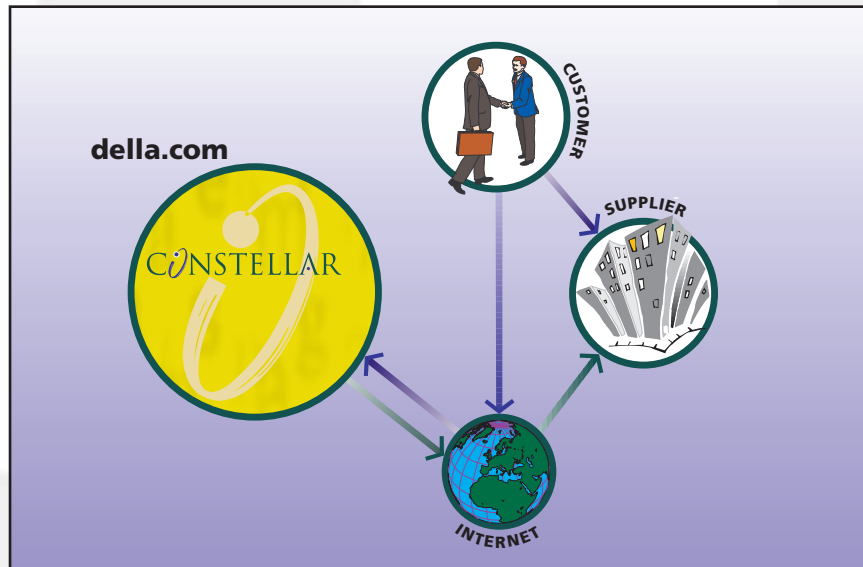 CUSTOMER
della.com
SUPPLIER
CONSTELLAR
INTERNET